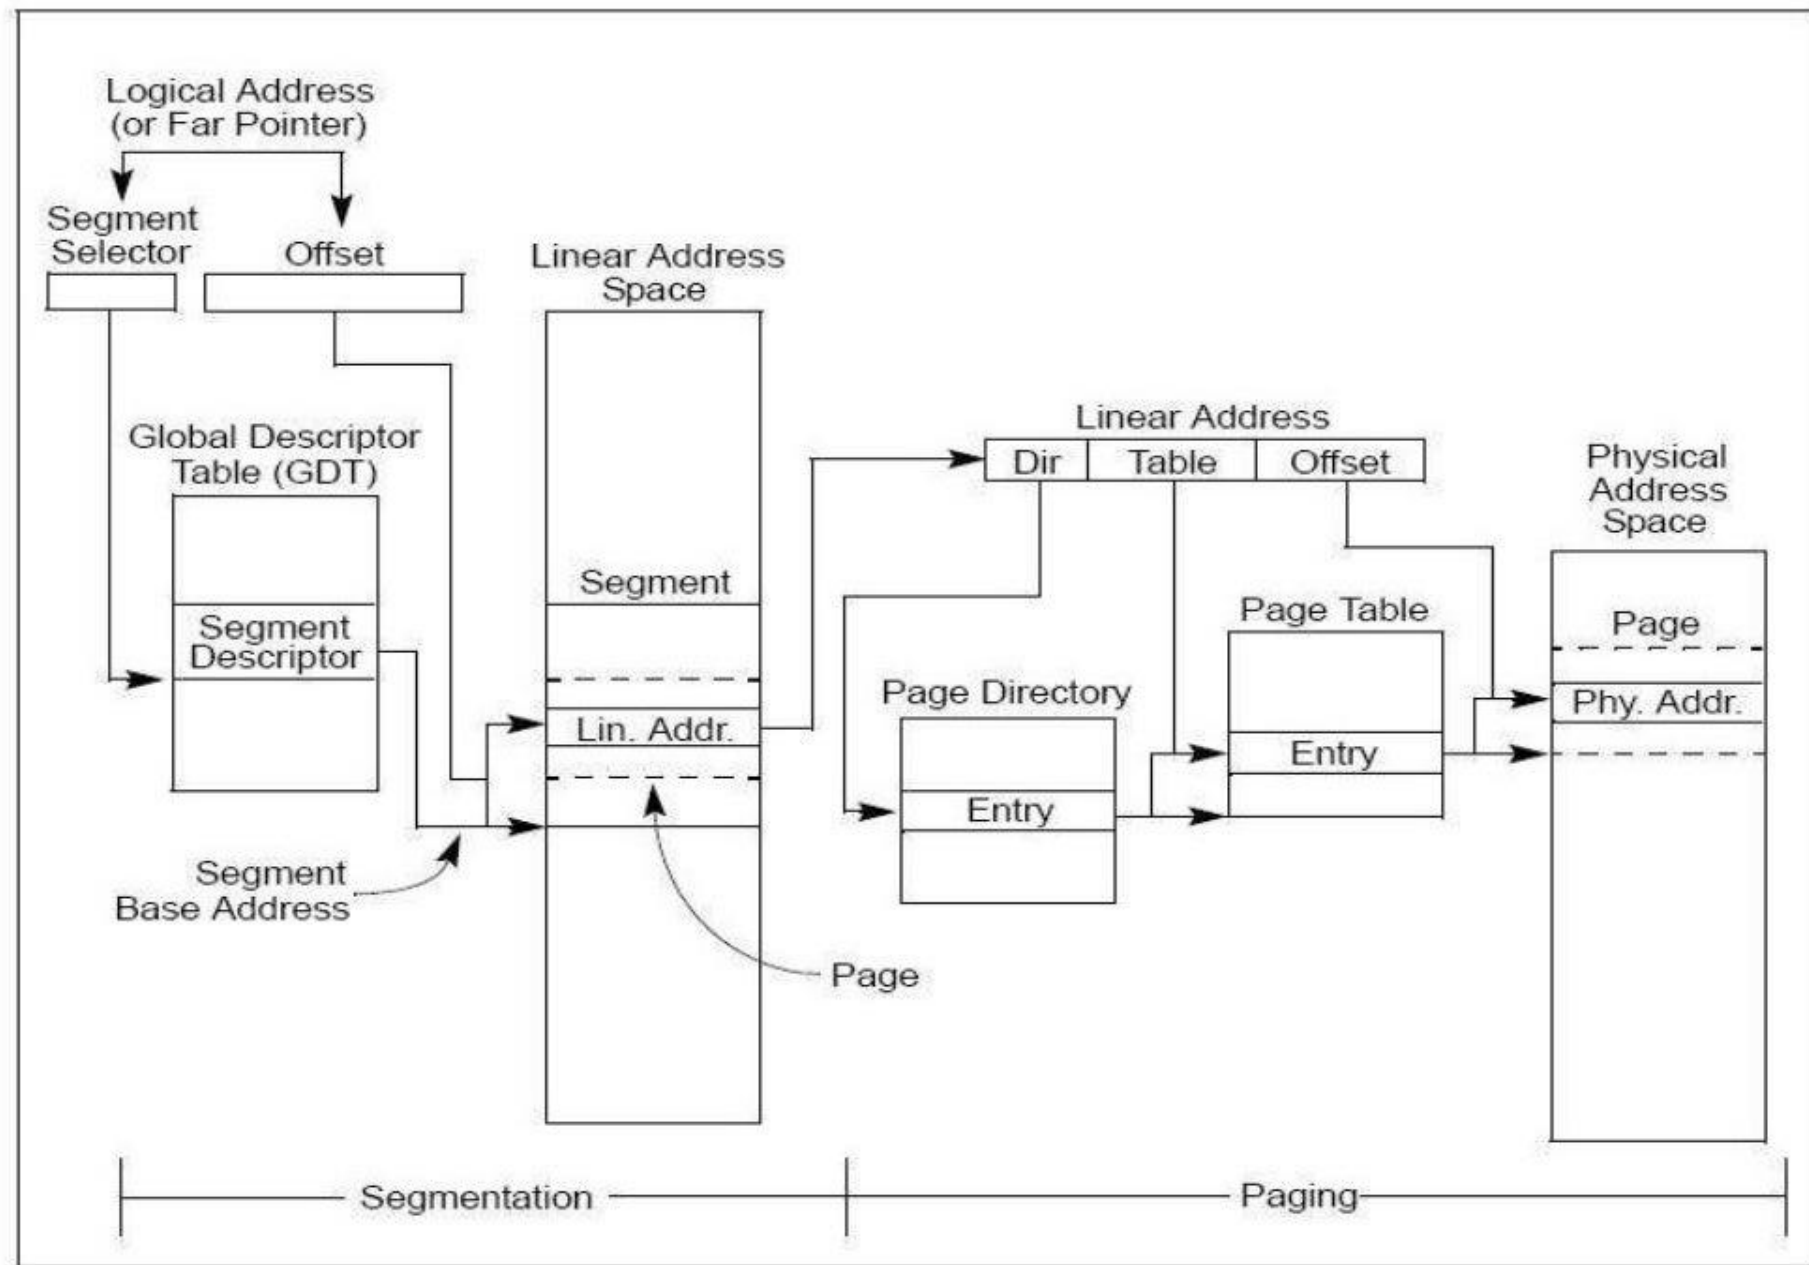 Logical Address
(or Far Pointer)
Segment
Selector
Offset
Linear Address
Space
Global Descriptor
Table (GDT)
Segment
Descriptor
Segment
Lin. Addr.
Segment
Base Address
Page
Linear Address
Dir
Table
Offset
Page Directory
Entry
Page Table
Entry
Physical
Address
Space
Page
Phy. Addr.
Segmentation
Paging